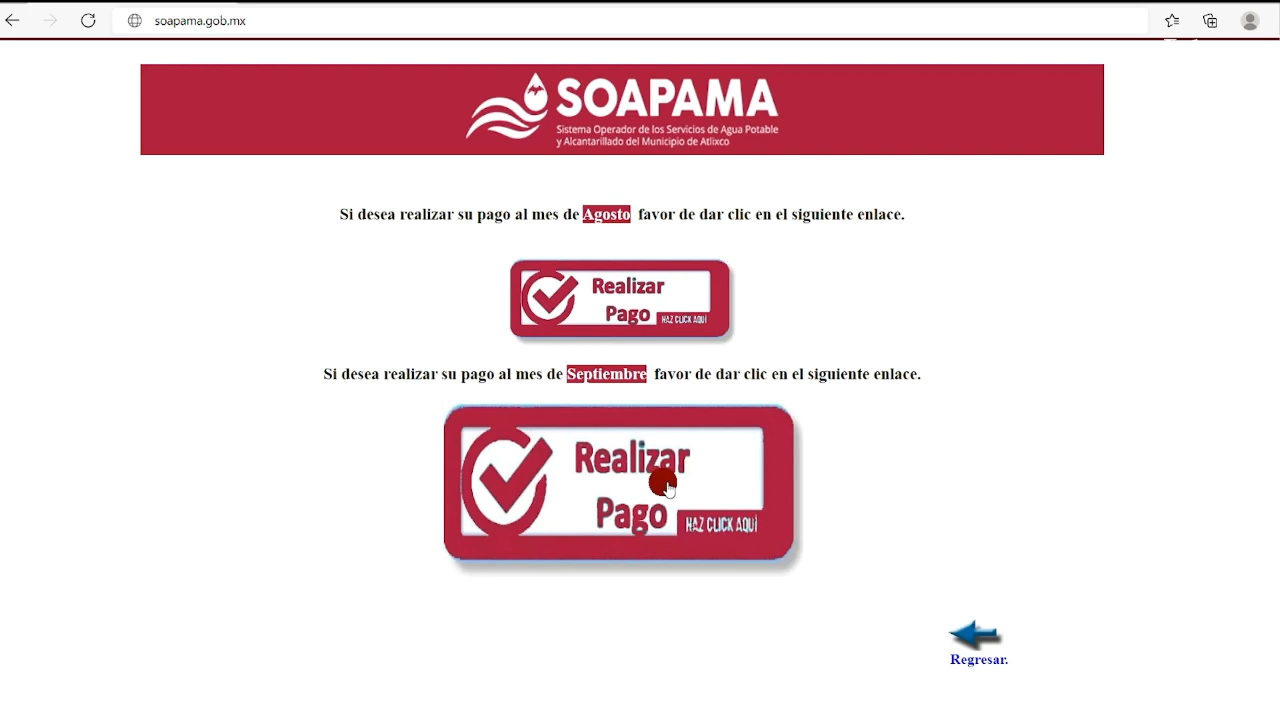 soapama.gob.mx
SOAPAMA
Sistema Operador de los Servicios de Agua Potable
y Alcantarillado del Municipio de Atlixco
Si desea realizar su pago al mes de Agosto favor de dar clic en el siguiente enlace.
Realizar
Pago HAZ CLICK AQUÍ
Si desea realizar su pago al mes de Septiembre favor de dar clic en el siguiente enlace.
Realizar
Pago HAZ CLICK AQUÍ
Regresar.